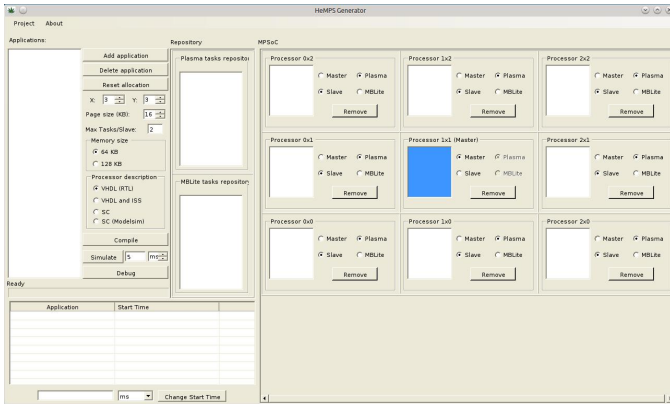 HeMPS Generator
Project About
Applications:
Add application
Delete application
Reset allocation
X: 3 Y: 3
Page size (KB): 16
Max Tasks/Slave: 2
Memory size
64 KB
128 KB
Processor description
VHDL (RTL)
VHDL and ISS
SC
SC (Modelsim)
Compile
Simulate 5 ms
Debug
Ready
Application Start Time
ms Change Start Time
Repository
Plasma tasks repositor
MBLite tasks repository
MPSoC
Processor 0x2 Processor 1x2 Processor 2x2
Master Plasma Master Plasma Master Plasma
Slave MBLite Slave MBLite Slave MBLite
Remove Remove Remove
Processor 0x1 Processor 1x1 (Master) Processor 2x1
Master Plasma Master Plasma Master Plasma
Slave MBLite Slave MBLite Slave MBLite
Remove Remove Remove
Processor 0x0 Processor 1x0 Processor 2x0
Master Plasma Master Plasma Master Plasma
Slave MBLite Slave MBLite Slave MBLite
Remove Remove Remove